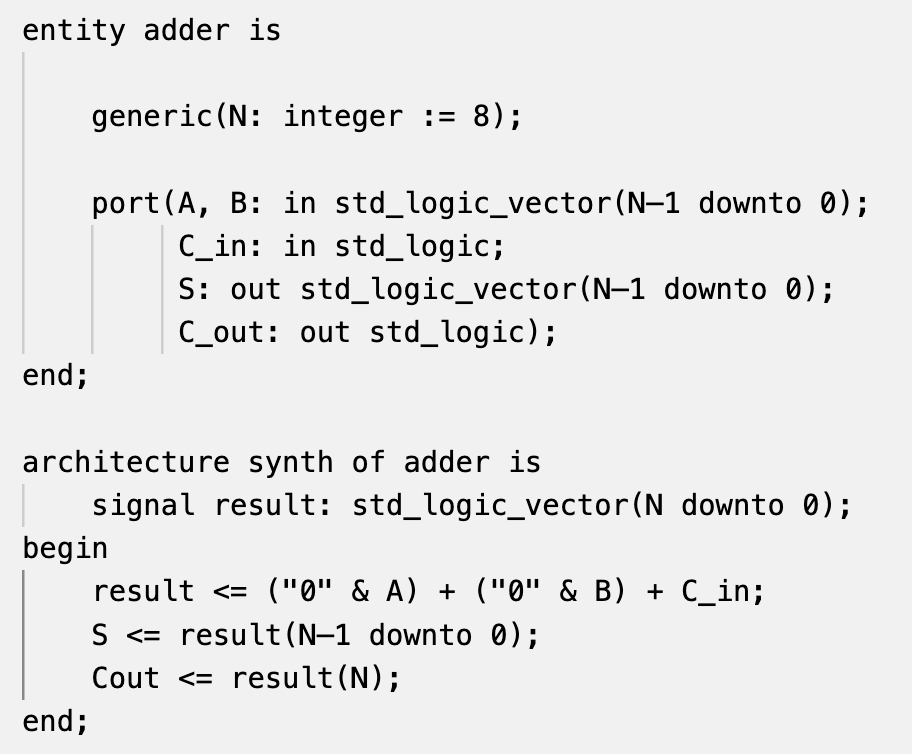 entity adder is
generic(N: integer := 8);
port(A, B: in std_logic_vector(N-1 downto 0);
C_in: in std_logic;
S: out std_logic_vector(N-1 downto 0);
C_out: out std_logic);
end;
architecture synth of adder is
signal result: std_logic_vector(N downto 0);
begin
result <= ("0" & A) + ("0" & B) + C_in;
S <= result(N-1 downto 0);
Cout <= result(N);
end;